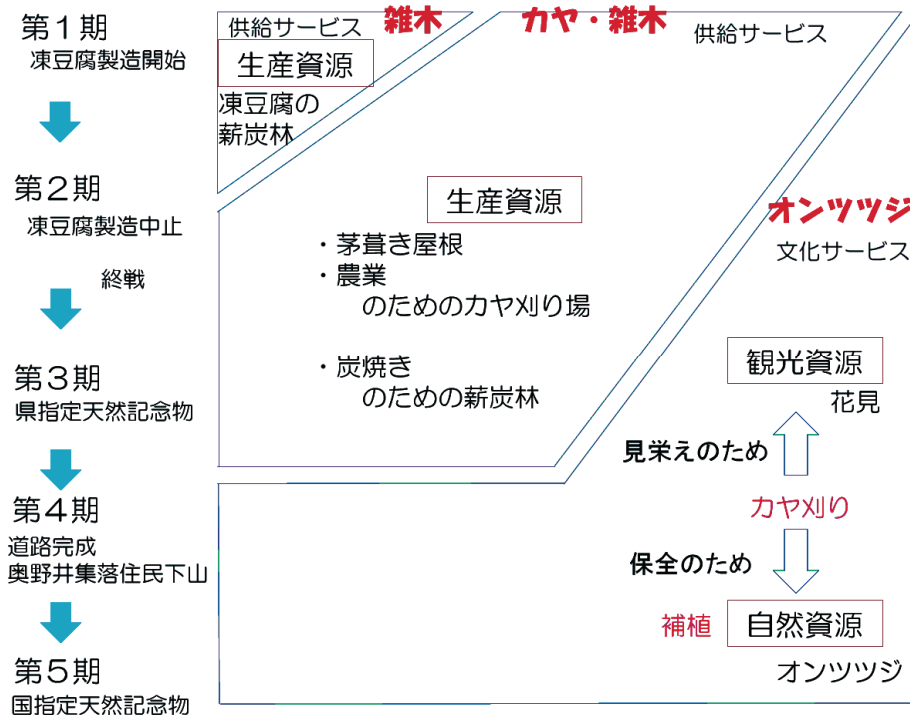 第１期
凍豆腐製造開始
第２期
凍豆腐製造中止
終戦
第３期
県指定天然記念物
第４期
道路完成
奥野井集落住民下山
第５期
国指定天然記念物
供給サービス
雑木
生産資源
凍豆腐の
薪炭林
カヤ・雑木
供給サービス
生産資源
・茅葺き屋根
・農業
のためのカヤ刈り場
・炭焼き
のための薪炭林
オンツツジ
文化サービス
観光資源
花見
見栄えのため
カヤ刈り
保全のため
補植
自然資源
オンツツジ